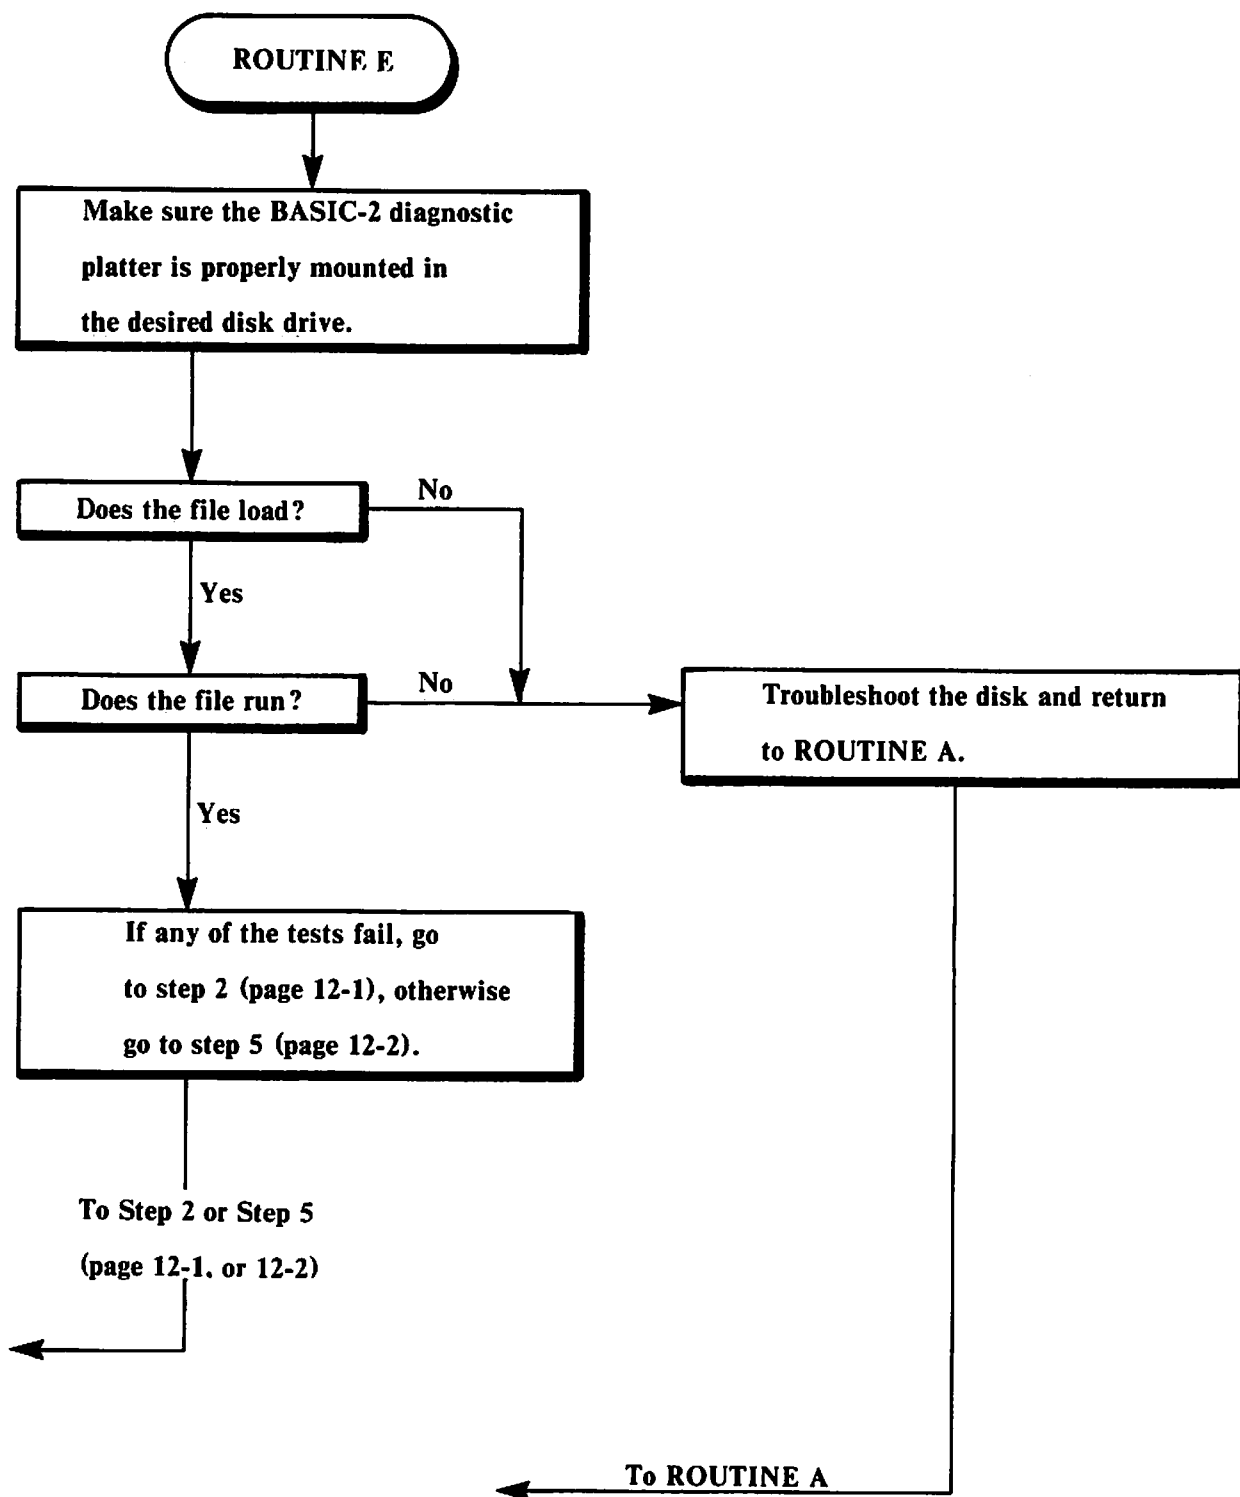 ROUTINE E
Make sure the BASIC-2 diagnostic
platter is properly mounted in
the desired disk drive.
Does the file load?
No
Yes
Does the file run?
No
Troubleshoot the disk and return
to ROUTINE A.
Yes
If any of the tests fail, go
to step 2 (page 12-1), otherwise
go to step 5 (page 12-2).
To Step 2 or Step 5
(page 12-1, or 12-2)
To ROUTINE A